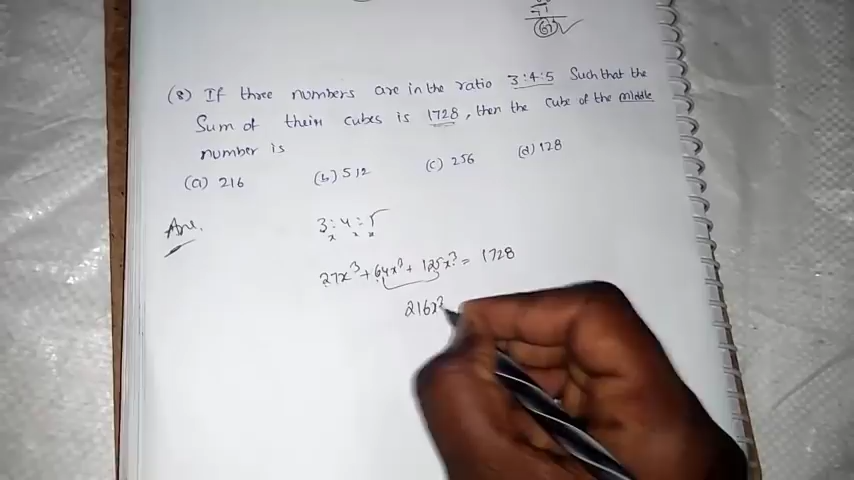 (8) If three numbers are in the ratio 3:4:5 Such that the
Sum of their cubes is 1728, then the cube of the middle
number is
(a) 216 (b) 512 (c) 256 (d) 128
Ans.
3 : 4 : 5
x x x
27x³ + 64x³ + 125x³ = 1728
216x³